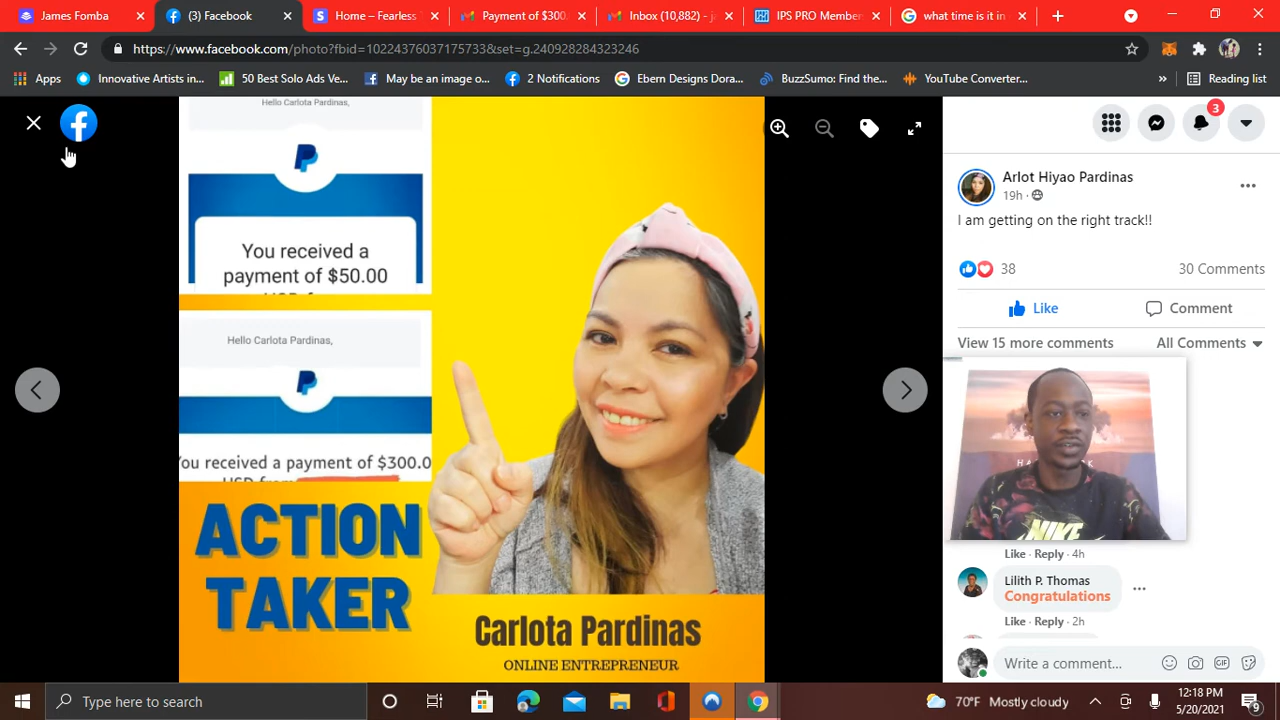 James Fomba
(3) Facebook
Home – Fearless
Payment of $300.
Inbox (10,882) - j
IPS PRO Member
what time is it in
https://www.facebook.com/photo?fbid=10224376037175733&set=g.240928284323246
Apps
Innovative Artists in...
50 Best Solo Ads Ve...
May be an image o...
2 Notifications
Ebern Designs Dora...
BuzzSumo: Find the...
YouTube Converter...
»
Reading list
Hello Carlota Pardinas,
You received a
payment of $50.00
Hello Carlota Pardinas,
You received a payment of $300.0
ACTION
TAKER
Carlota Pardinas
ONLINE ENTREPRENEUR
3
Arlot Hiyao Pardinas
19h
I am getting on the right track!!
38
30 Comments
Like
Comment
View 15 more comments
All Comments
NIKE
Like · Reply · 4h
Lilith P. Thomas
Congratulations
Like · Reply · 2h
Write a comment...
GIF
Type here to search
70°F Mostly cloudy
12:18 PM
5/20/2021
9